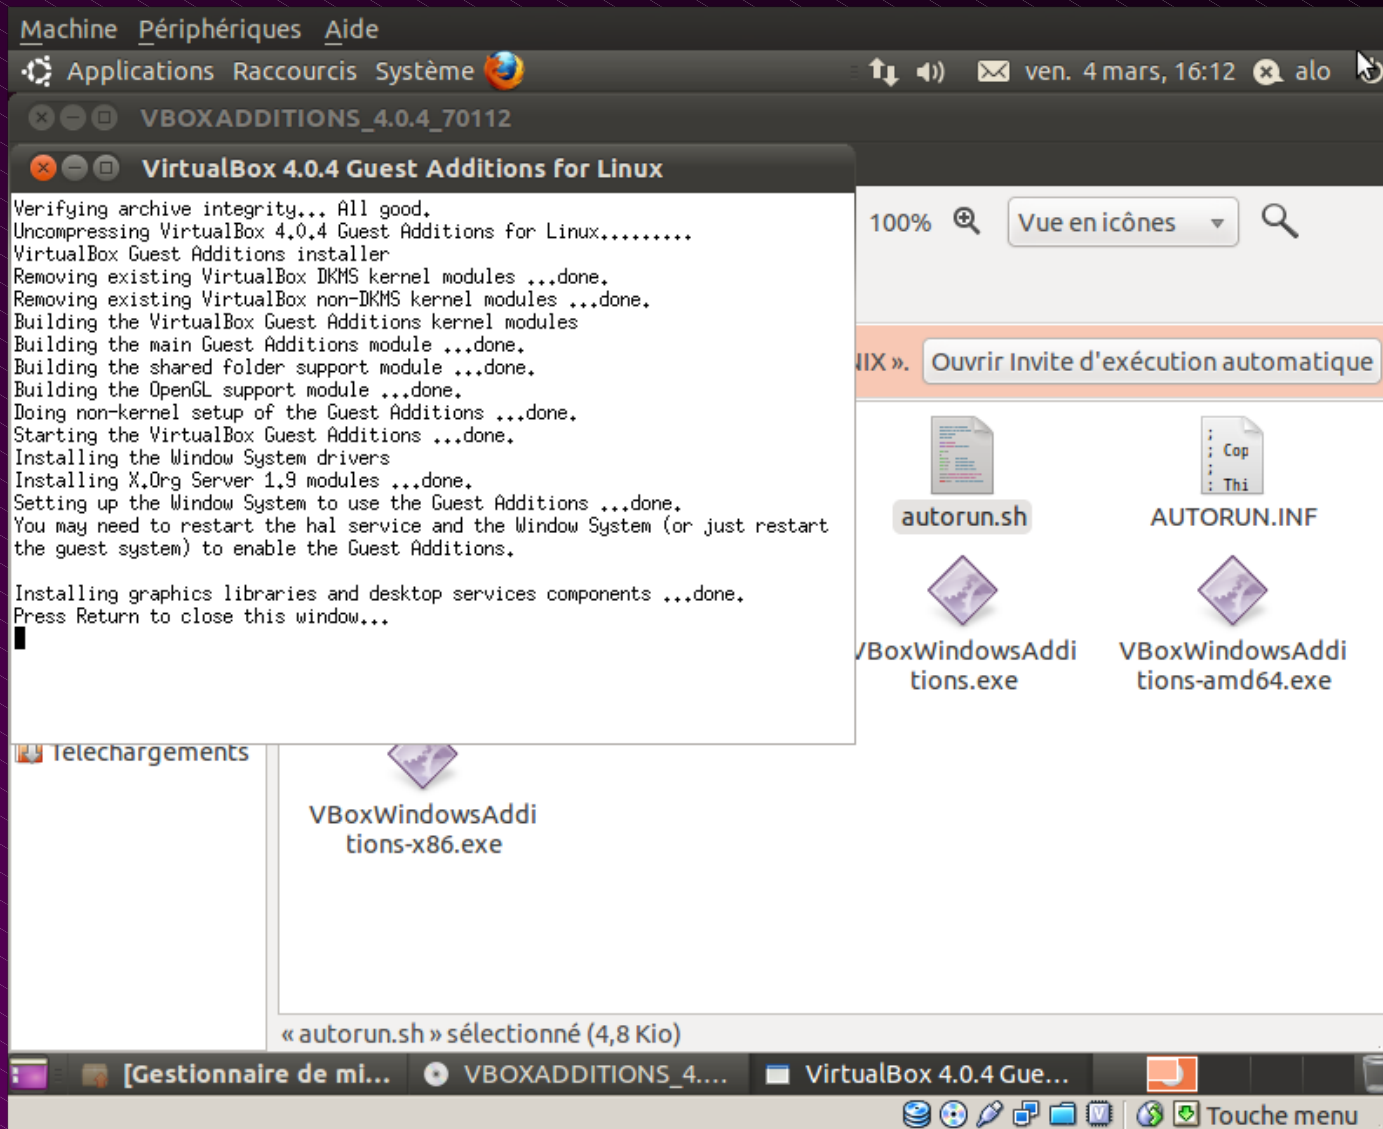 Machine Périphériques Aide
Applications Raccourcis Système ven. 4 mars, 16:12 alo
VBOXADDITIONS_4.0.4_70112
VirtualBox 4.0.4 Guest Additions for Linux
Verifying archive integrity... All good.
Uncompressing VirtualBox 4.0.4 Guest Additions for Linux.........
VirtualBox Guest Additions installer
Removing existing VirtualBox DKMS kernel modules ...done.
Removing existing VirtualBox non-DKMS kernel modules ...done.
Building the VirtualBox Guest Additions kernel modules
Building the main Guest Additions module ...done.
Building the shared folder support module ...done.
Building the OpenGL support module ...done.
Doing non-kernel setup of the Guest Additions ...done.
Starting the VirtualBox Guest Additions ...done.
Installing the Window System drivers
Installing X.Org Server 1.9 modules ...done.
Setting up the Window System to use the Guest Additions ...done.
You may need to restart the hal service and the Window System (or just restart
the guest system) to enable the Guest Additions.
Installing graphics libraries and desktop services components ...done.
Press Return to close this window...
100% Vue en icônes
NIX ». Ouvrir Invite d'exécution automatique
; Cop
;
; Thi
autorun.sh
AUTORUN.INF
VBoxWindowsAddi
tions.exe
VBoxWindowsAddi
tions-amd64.exe
Téléchargements
VBoxWindowsAddi
tions-x86.exe
« autorun.sh » sélectionné (4,8 Kio)
[Gestionnaire de mi... VBOXADDITIONS_4.... VirtualBox 4.0.4 Gue...
Touche menu